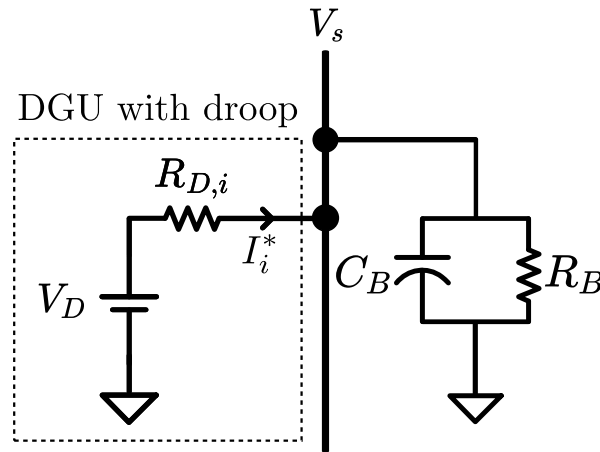 V_s
DGU with droop
R_{D,i}
I_i^*
V_D
C_B
R_B